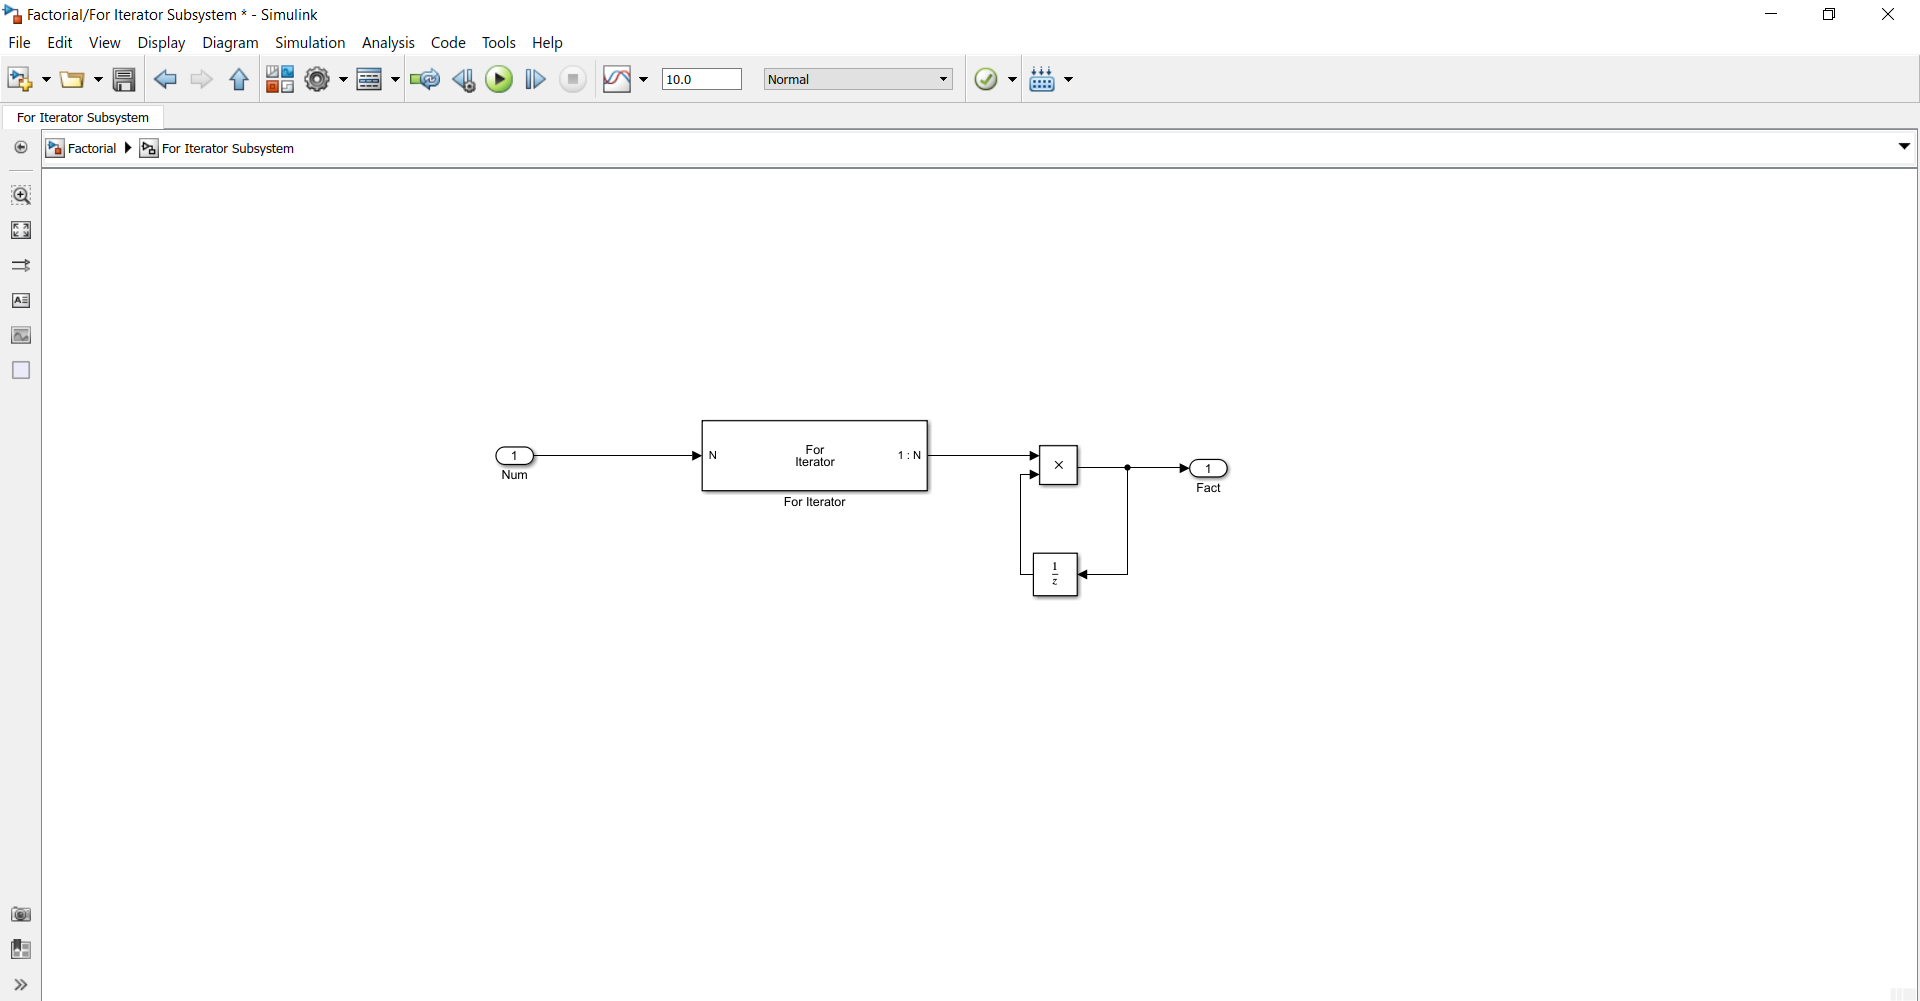 Factorial/For Iterator Subsystem * - Simulink
File Edit View Display Diagram Simulation Analysis Code Tools Help
10.0 Normal
For Iterator Subsystem
Factorial For Iterator Subsystem
1
Num
N
For
Iterator
1 : N
For Iterator
×
1
Fact
1
z